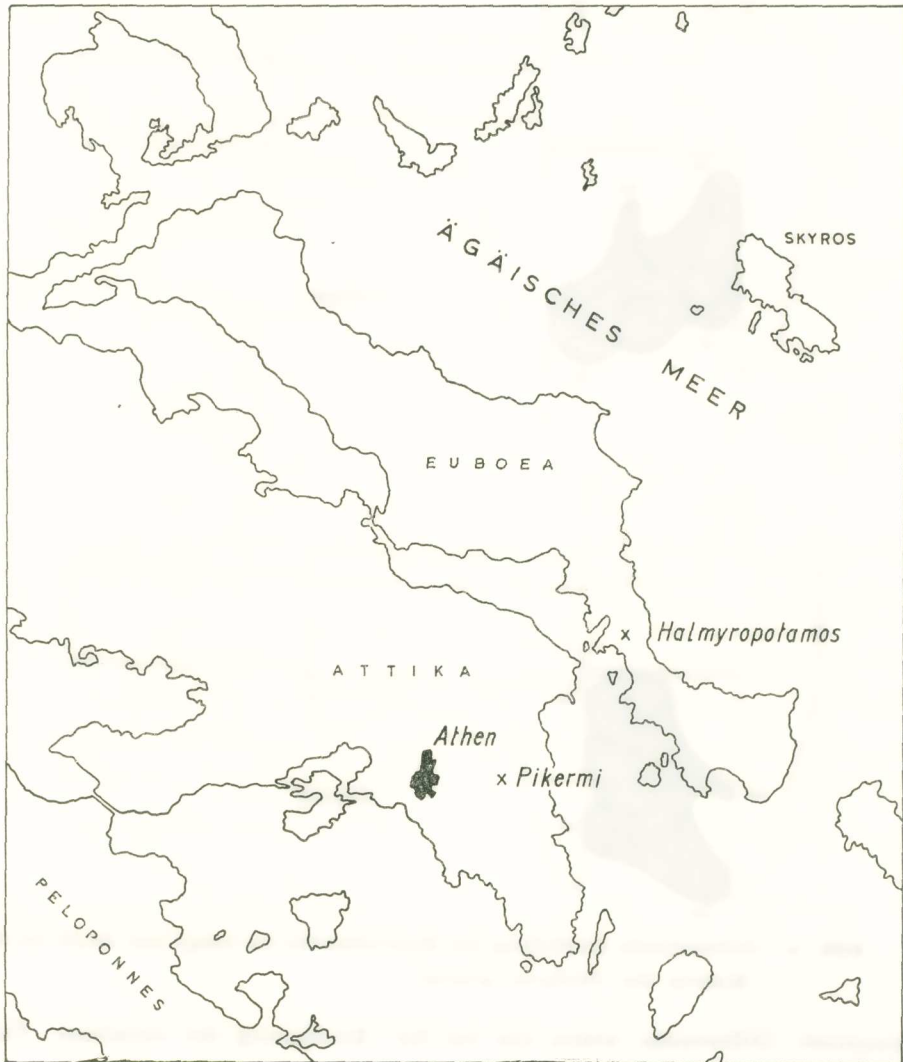 SKYROS
ÄGÄISCHES MEER
EUBOEA
Halmyropotamos
ATTIKA
Athen
x Pikermi
PELOPONNES